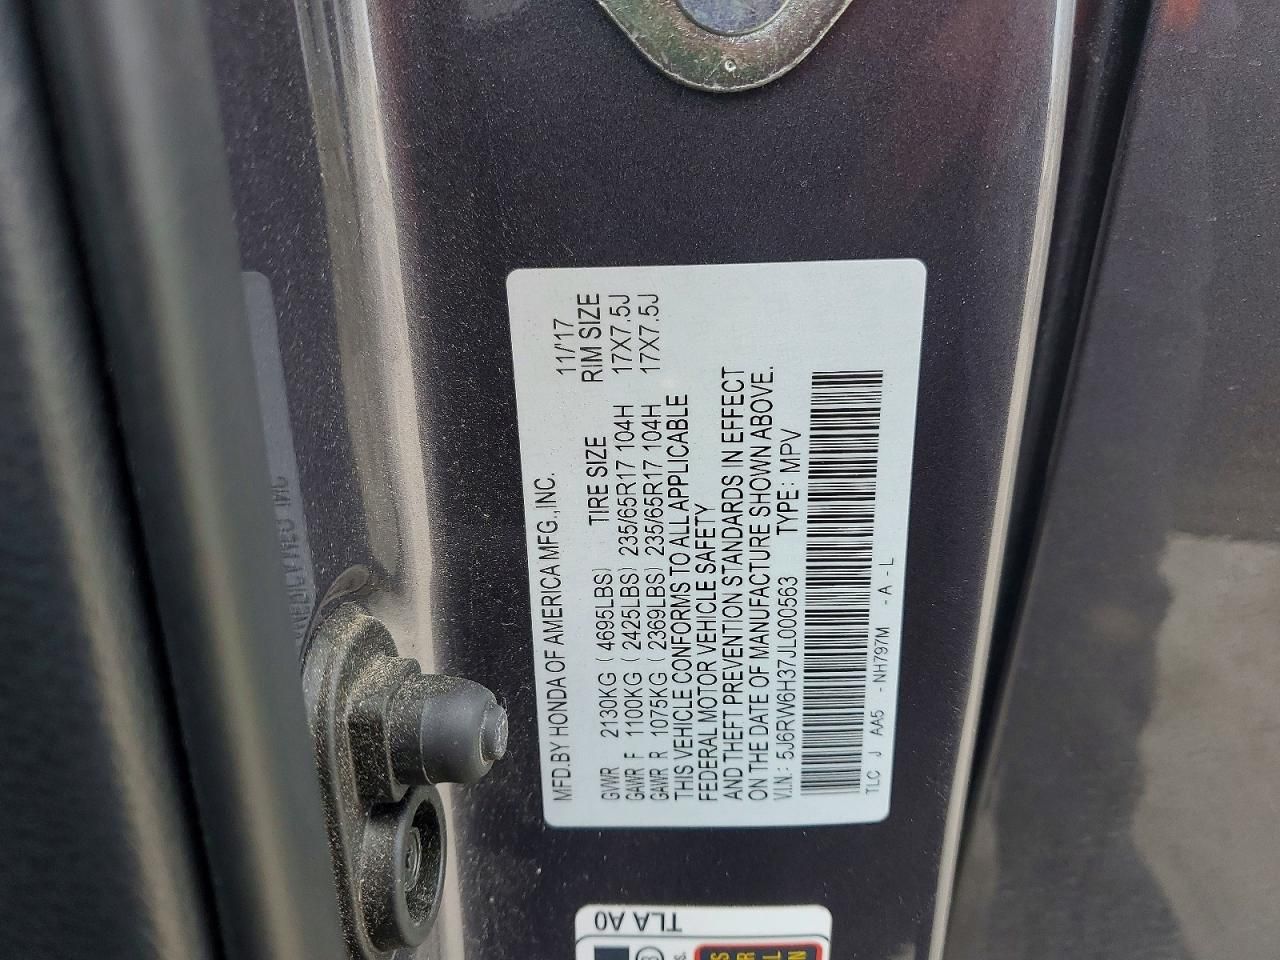 MFD. BY HONDA OF AMERICA MFG., INC. 11/'17
TIRE SIZE RIM SIZE
GVWR 2130KG ( 4695LBS)
GAWR F 1100KG ( 2425LBS) 235/65R17 104H 17X7.5J
GAWR R 1075KG ( 2369LBS) 235/65R17 104H 17X7.5J
THIS VEHICLE CONFORMS TO ALL APPLICABLE
FEDERAL MOTOR VEHICLE SAFETY
AND THEFT PREVENTION STANDARDS IN EFFECT
ON THE DATE OF MANUFACTURE SHOWN ABOVE.
V.I.N.: 5J6RW6H37JL000563 TYPE: MPV
TLC J AA5 - NH797M - A - L
TLA A0